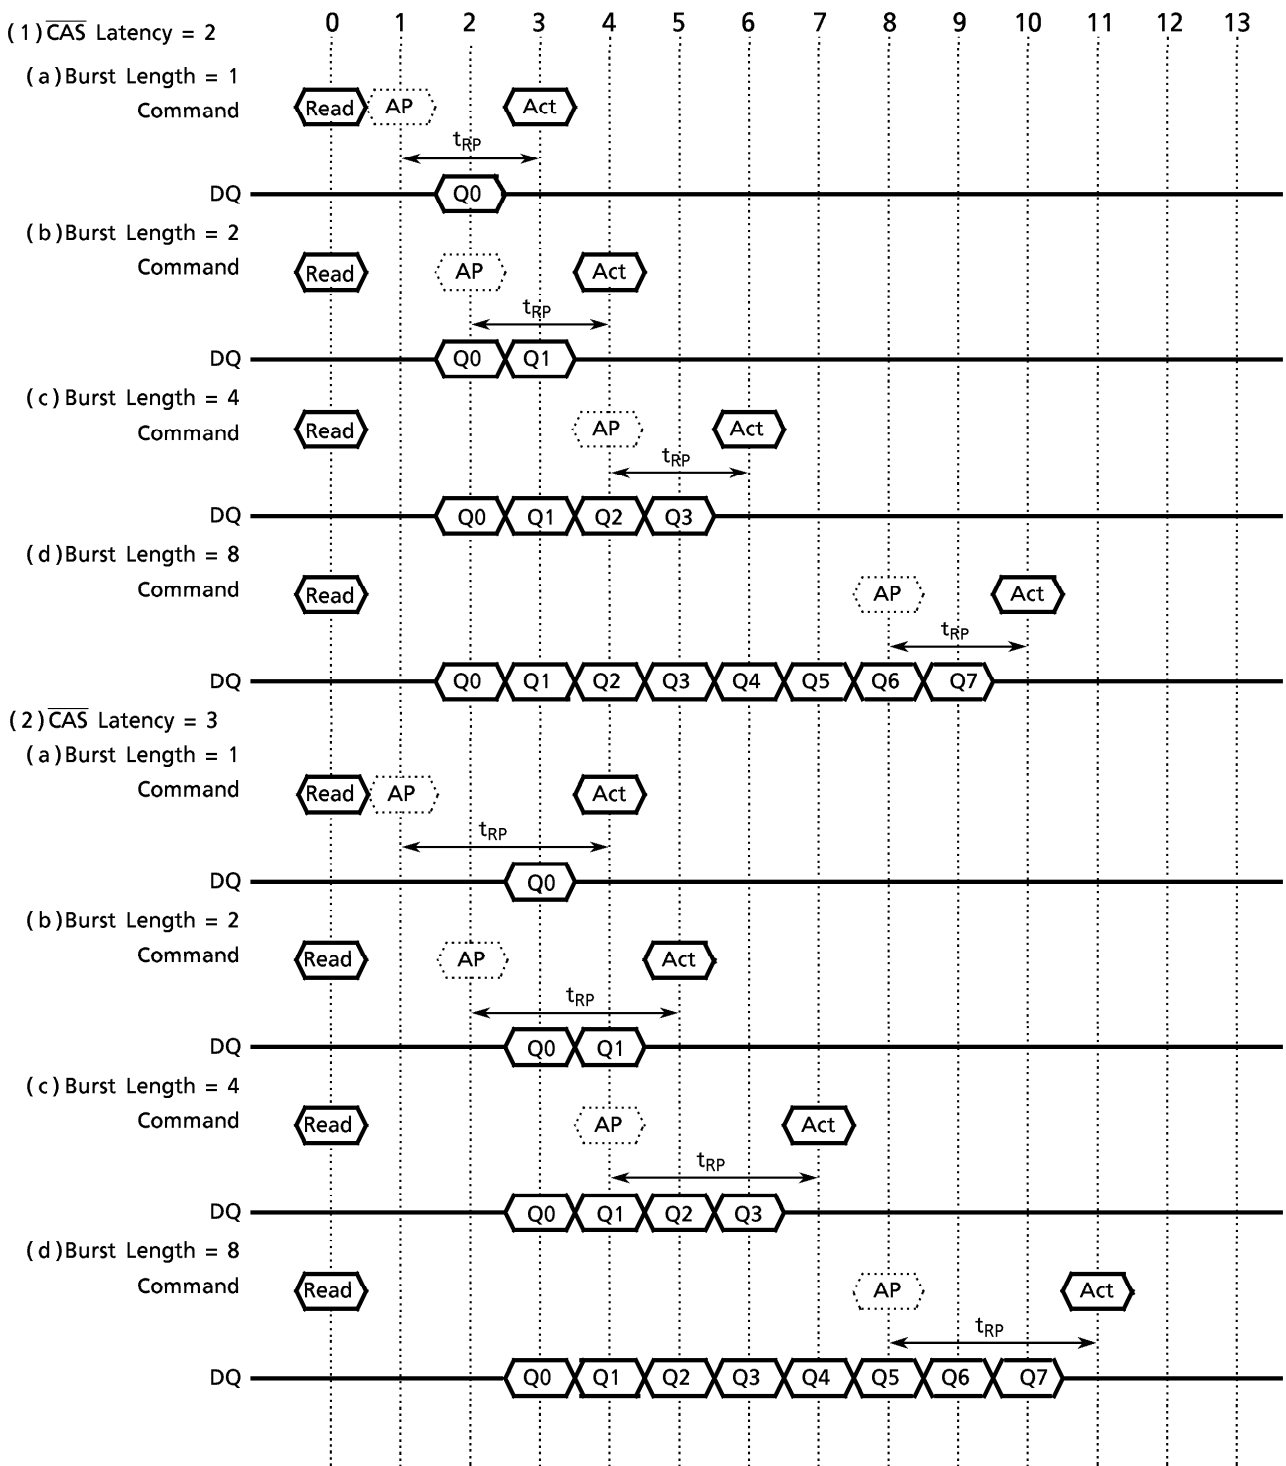 0 1 2 3 4 5 6 7 8 9 10 11 12 13
(1) CAS Latency = 2
(a) Burst Length = 1
Command Read AP Act
tRP
DQ Q0
(b) Burst Length = 2
Command Read AP Act
tRP
DQ Q0 Q1
(c) Burst Length = 4
Command Read AP Act
tRP
DQ Q0 Q1 Q2 Q3
(d) Burst Length = 8
Command Read AP Act
tRP
DQ Q0 Q1 Q2 Q3 Q4 Q5 Q6 Q7
(2) CAS Latency = 3
(a) Burst Length = 1
Command Read AP Act
tRP
DQ Q0
(b) Burst Length = 2
Command Read AP Act
tRP
DQ Q0 Q1
(c) Burst Length = 4
Command Read AP Act
tRP
DQ Q0 Q1 Q2 Q3
(d) Burst Length = 8
Command Read AP Act
tRP
DQ Q0 Q1 Q2 Q3 Q4 Q5 Q6 Q7